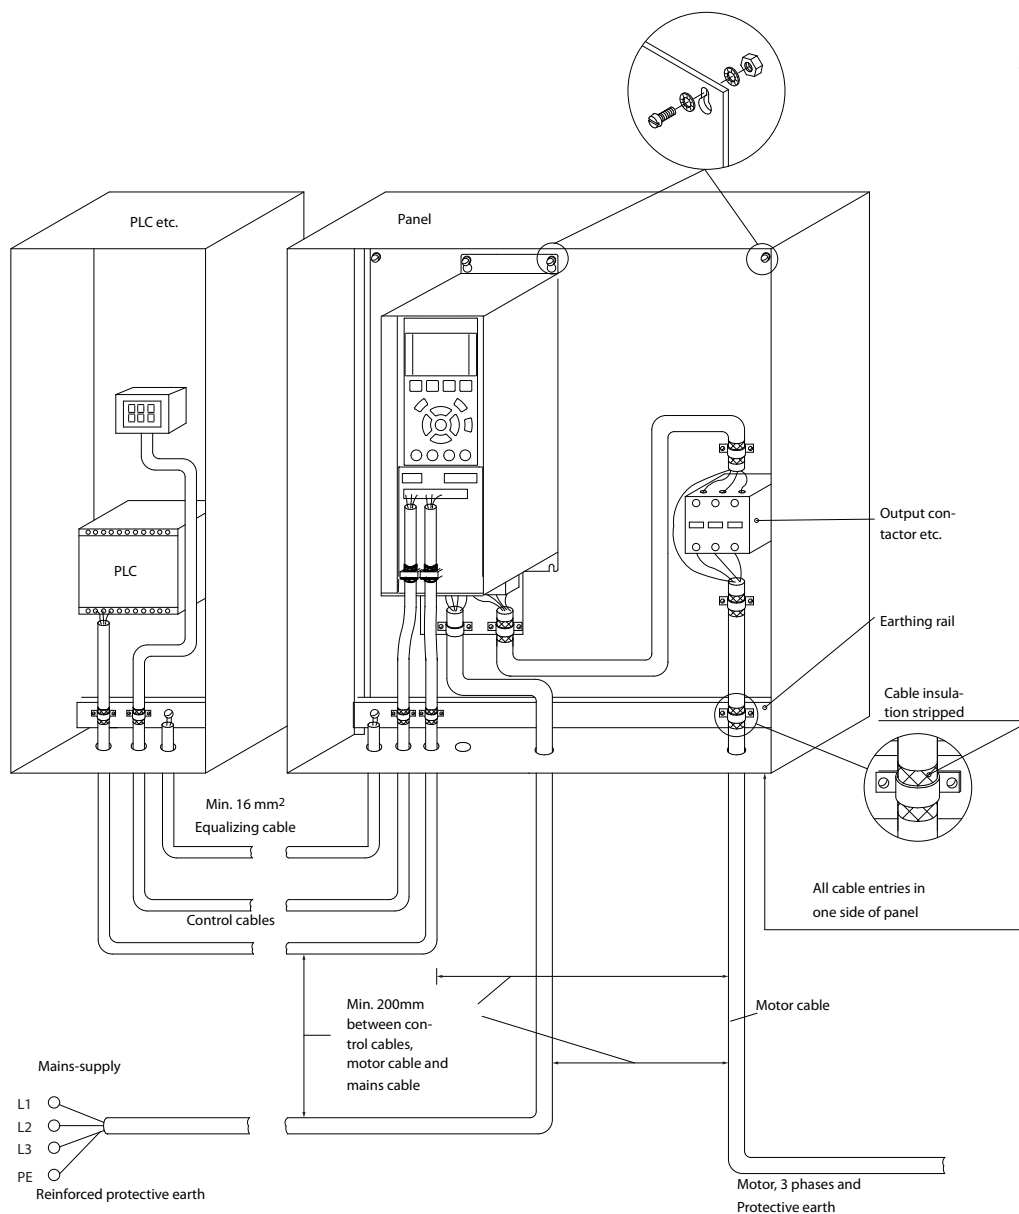 PLC etc.
Panel
Output con-
tactor etc.
PLC
Earthing rail
Cable insula-
tion stripped
Min. 16 mm2
Equalizing cable
All cable entries in
one side of panel
Control cables
Min. 200mm
between con-
trol cables,
motor cable and
mains cable
Motor cable
Mains-supply
L1
L2
L3
PE
Reinforced protective earth
Motor, 3 phases and
Protective earth